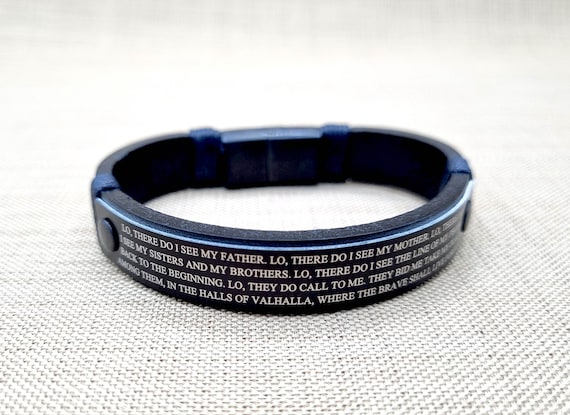 LO, THERE DO I SEE MY FATHER. LO, THERE DO I SEE MY MOTHER. LO,
I SEE MY SISTERS AND MY BROTHERS. LO, THERE DO I SEE THE LINE OF
BACK TO THE BEGINNING. LO, THEY DO CALL TO ME. THEY BID ME TAKE
AMONG THEM, IN THE HALLS OF VALHALLA, WHERE THE BRAVE SHALL